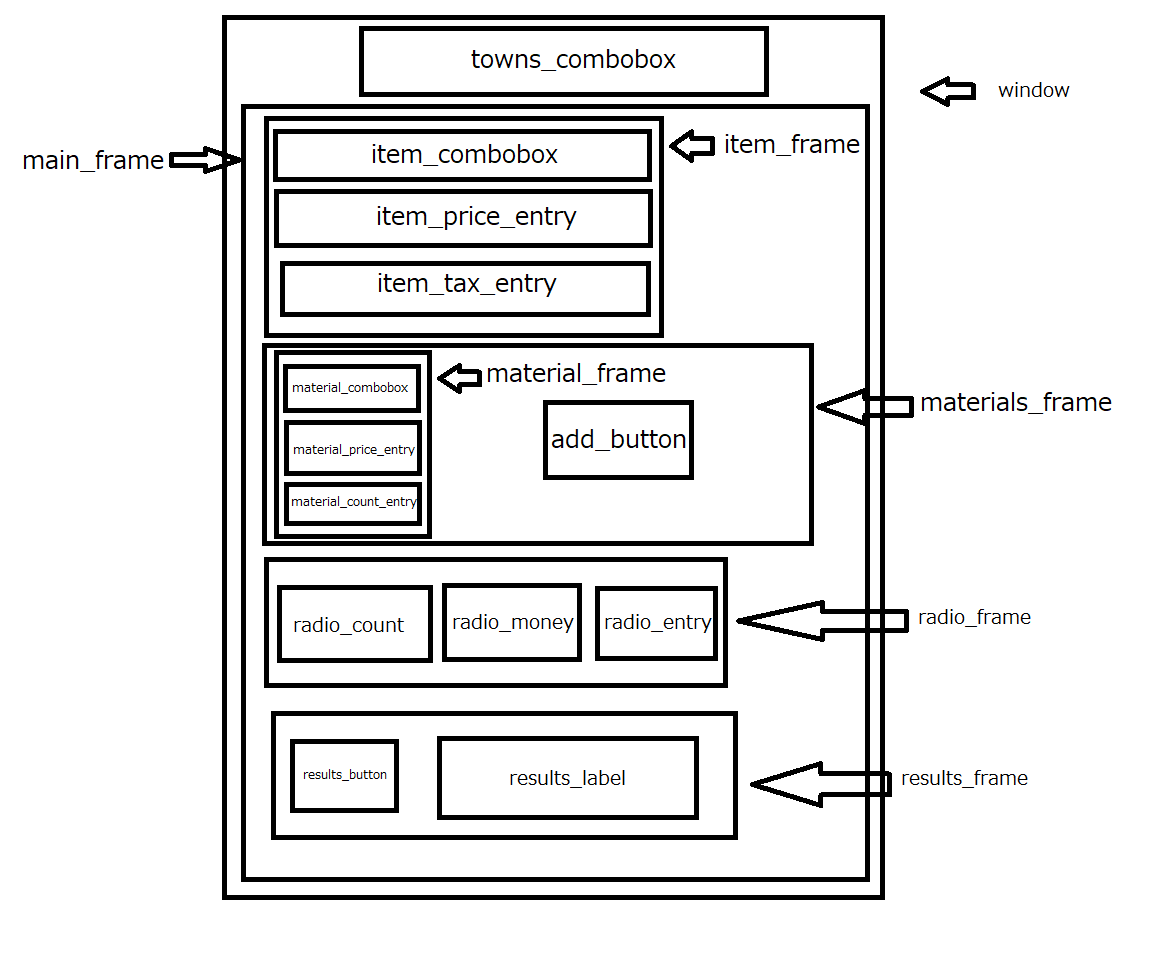 towns_combobox
window
main_frame
item_combobox
item_frame
item_price_entry
item_tax_entry
material_combobox
material_frame
material_price_entry
material_count_entry
add_button
materials_frame
radio_count
radio_money
radio_entry
radio_frame
results_button
results_label
results_frame